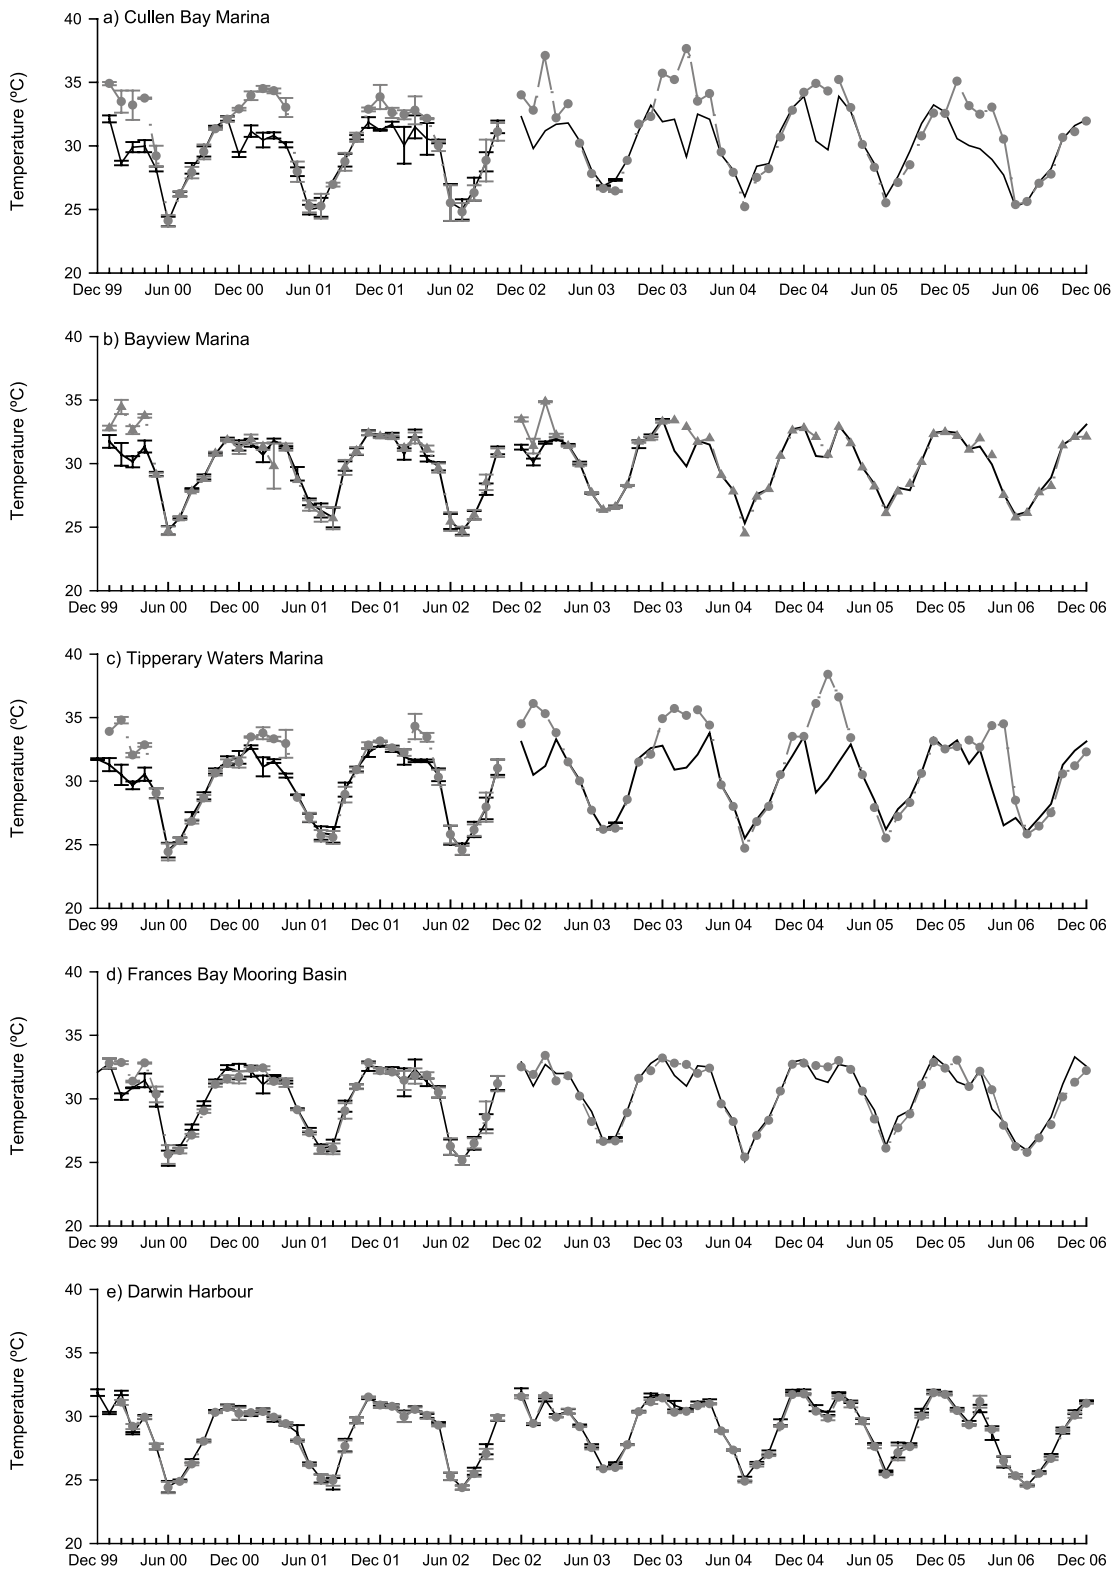 a) Cullen Bay Marina
Temperature (ºC)
40
35
30
25
20
Dec 99 Jun 00 Dec 00 Jun 01 Dec 01 Jun 02 Dec 02 Jun 03 Dec 03 Jun 04 Dec 04 Jun 05 Dec 05 Jun 06 Dec 06
b) Bayview Marina
Temperature (ºC)
40
35
30
25
20
Dec 99 Jun 00 Dec 00 Jun 01 Dec 01 Jun 02 Dec 02 Jun 03 Dec 03 Jun 04 Dec 04 Jun 05 Dec 05 Jun 06 Dec 06
c) Tipperary Waters Marina
Temperature (ºC)
40
35
30
25
20
Dec 99 Jun 00 Dec 00 Jun 01 Dec 01 Jun 02 Dec 02 Jun 03 Dec 03 Jun 04 Dec 04 Jun 05 Dec 05 Jun 06 Dec 06
d) Frances Bay Mooring Basin
Temperature (ºC)
40
35
30
25
20
Dec 99 Jun 00 Dec 00 Jun 01 Dec 01 Jun 02 Dec 02 Jun 03 Dec 03 Jun 04 Dec 04 Jun 05 Dec 05 Jun 06 Dec 06
e) Darwin Harbour
Temperature (ºC)
40
35
30
25
20
Dec 99 Jun 00 Dec 00 Jun 01 Dec 01 Jun 02 Dec 02 Jun 03 Dec 03 Jun 04 Dec 04 Jun 05 Dec 05 Jun 06 Dec 06